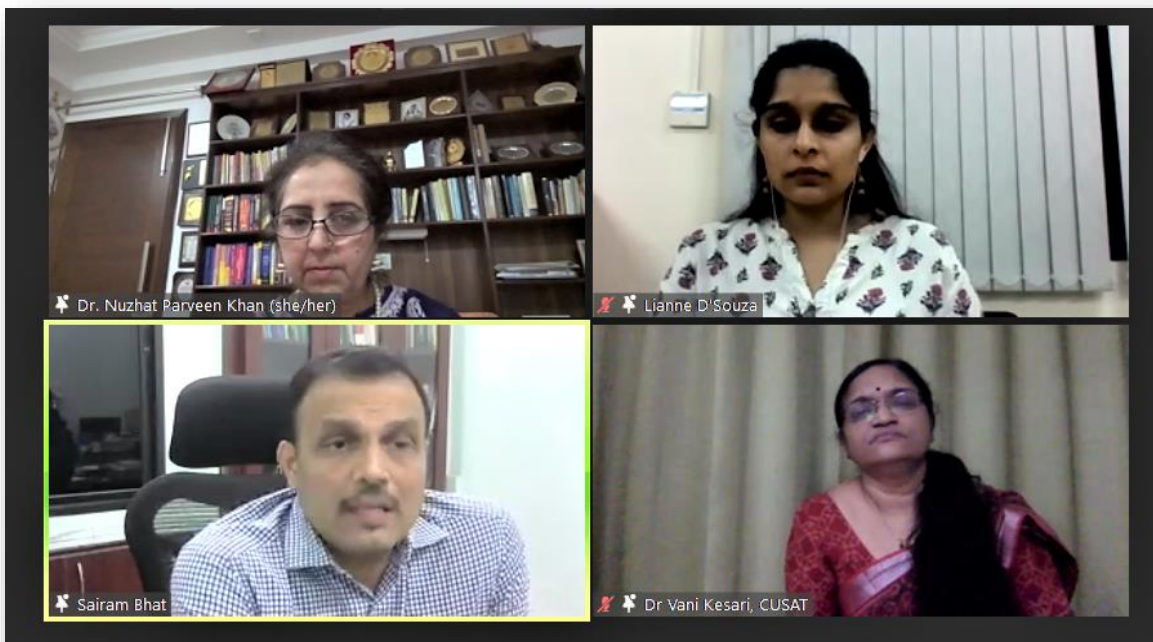 Dr. Nuzhat Parveen Khan (she/her)
Lianne D'Souza
Sairam Bhat
Dr Vani Kesari, CUSAT